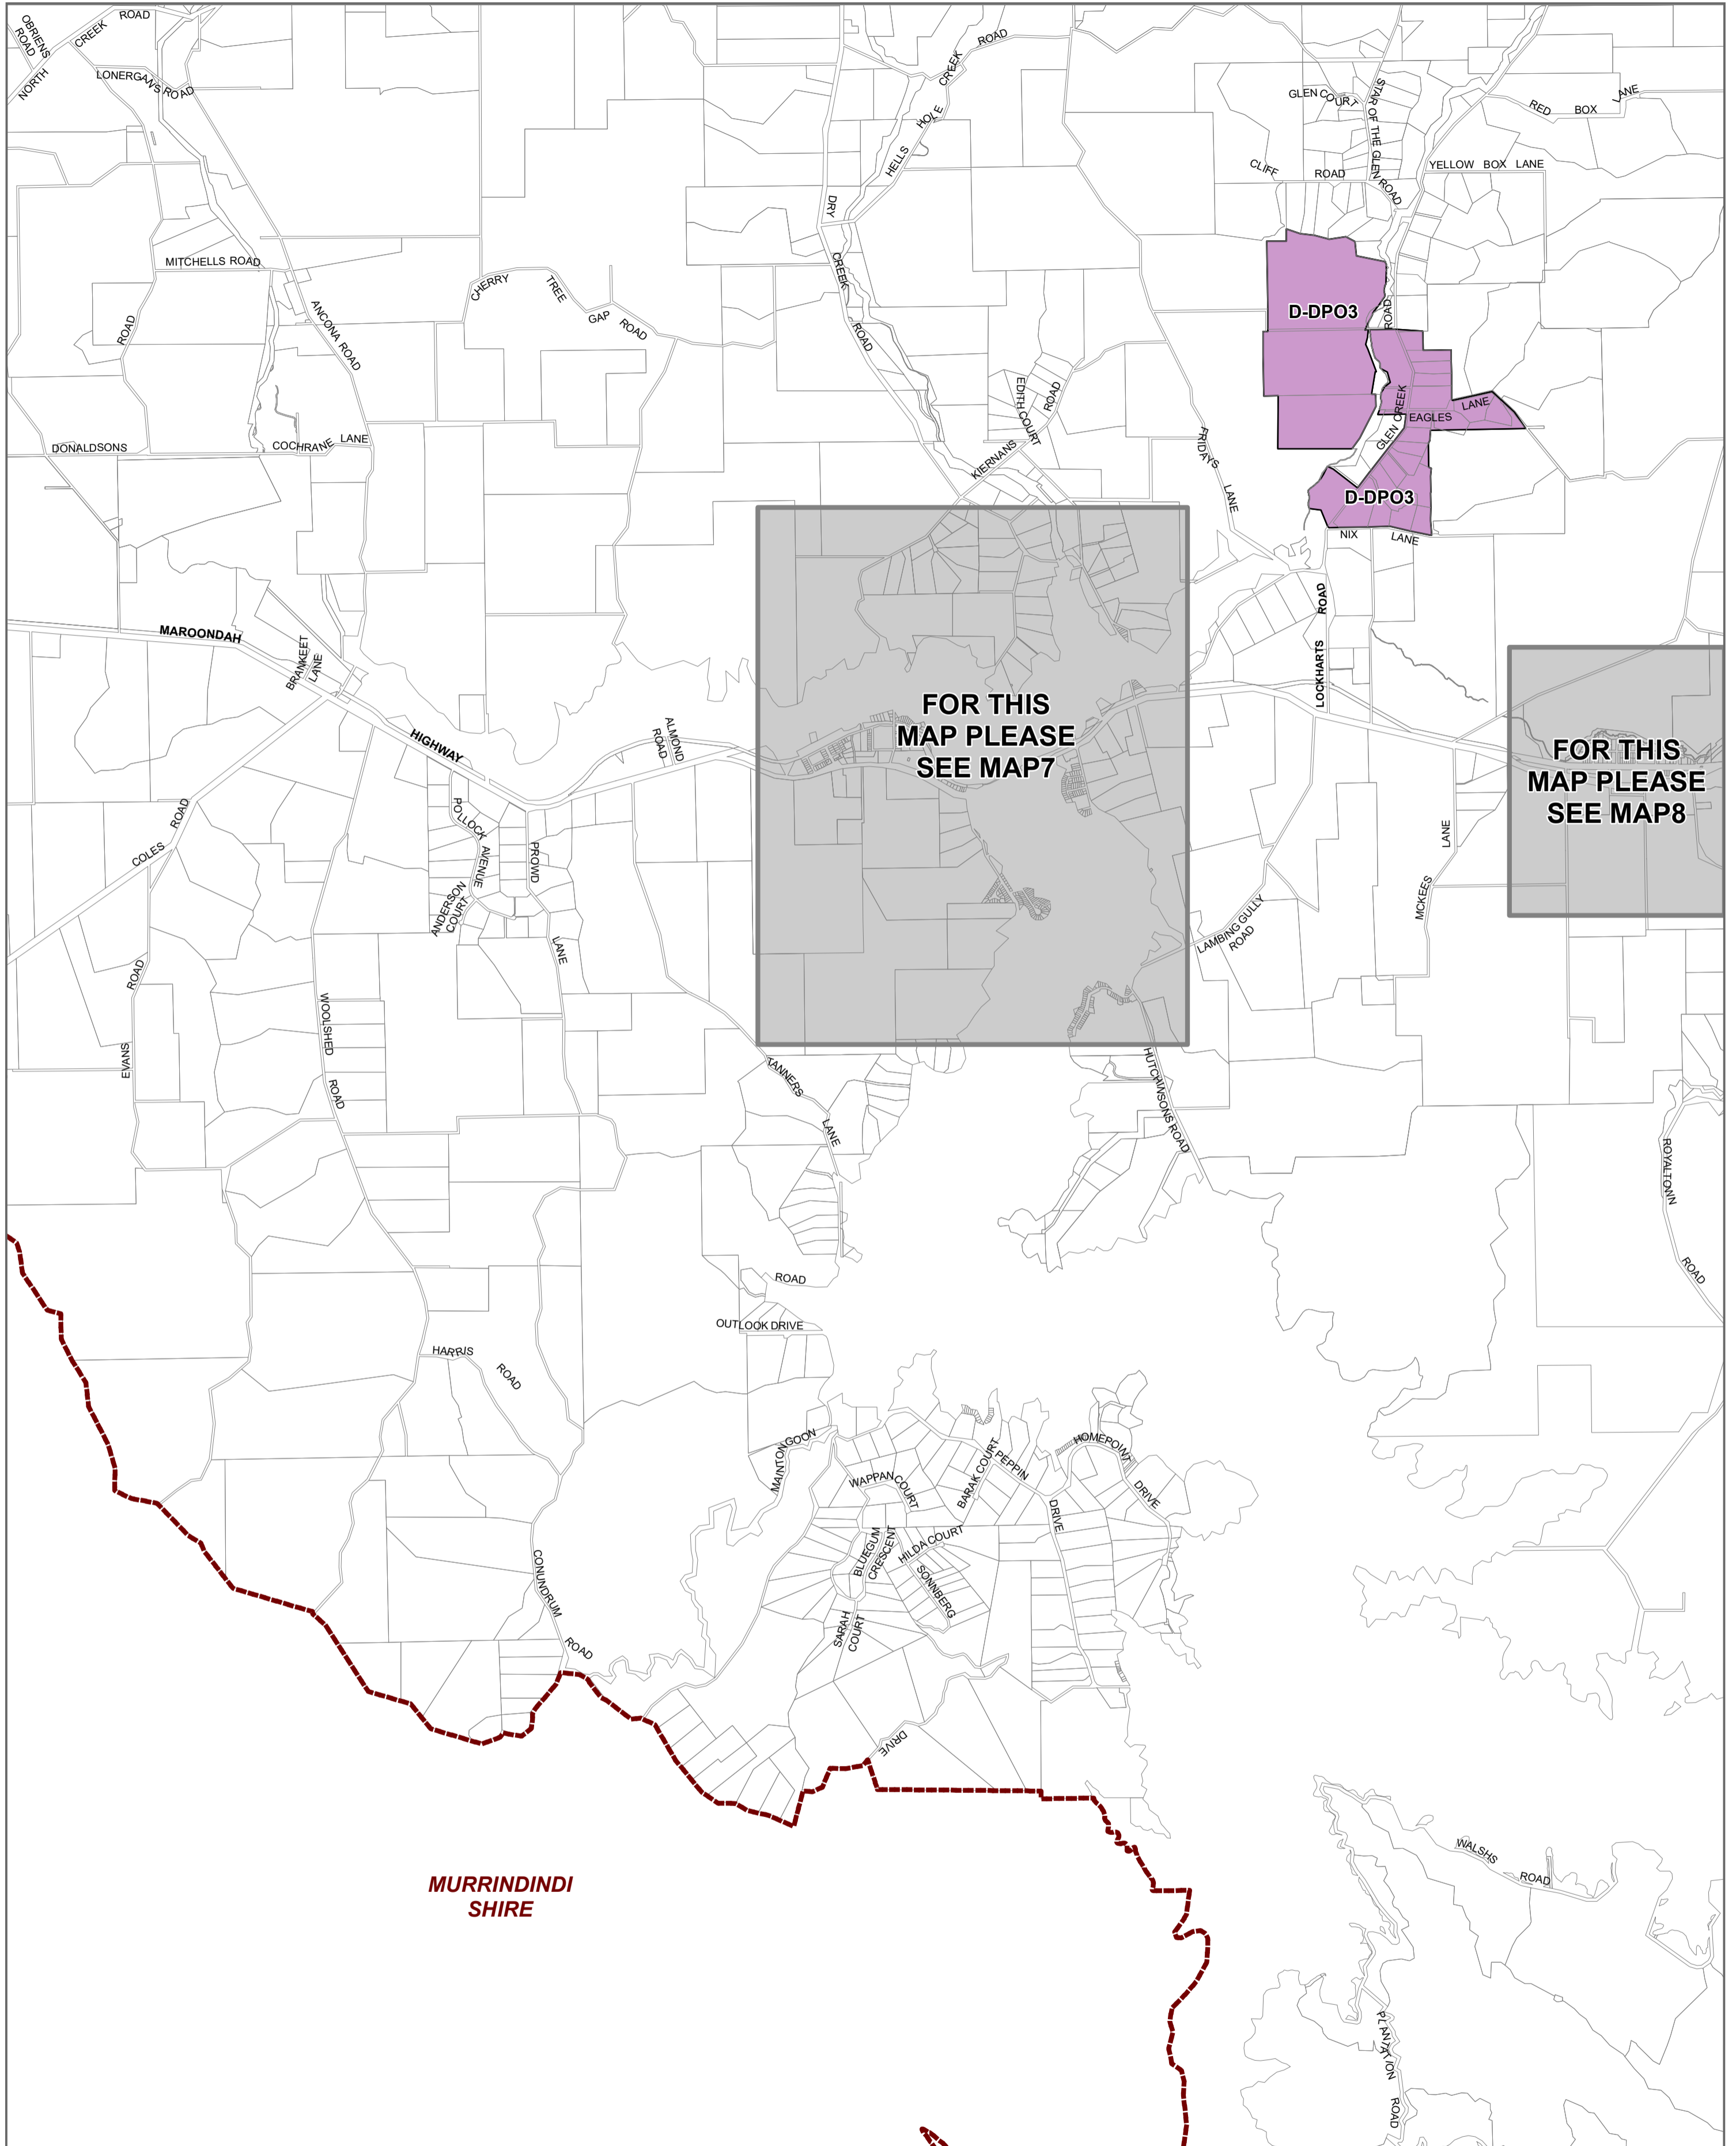 OBRIENS
ROAD
NORTH
CREEK
ROAD
LONERGANS ROAD
HELLS
HOLE
CREEK
ROAD
GLEN COURT
STAR OF THE GLEN ROAD
RED
BOX
LANE
CLIFF
ROAD
YELLOW BOX LANE
MITCHELLS ROAD
ROAD
ANCONA ROAD
CHERRY
TREE
GAP
ROAD
DRY
CREEK
ROAD
D-DPO3
ROAD
EDITH COURT
ROAD
KIERNANS
FRIDAYS
LANE
GLEN CREEK
EAGLES
LANE
D-DPO3
NIX
LANE
DONALDSONS
COCHRANE LANE
MAROONDAH
HIGHWAY
BRANKEET
LANE
ALMOND
ROAD
FOR THIS
MAP PLEASE
SEE MAP7
LOCKHARTS
ROAD
FOR THIS
MAP PLEASE
SEE MAP8
COLES
ROAD
POLLOCK
AVENUE
PROWD
LANE
ANDERSON
COURT
MCKEES
LANE
LAMBING GULLY
ROAD
EVANS
ROAD
WOOLSHED
ROAD
TANNERS
LANE
HUTCHINSONS ROAD
ROYALTOWN
ROAD
ROAD
OUTLOOK DRIVE
HARRIS
ROAD
MAINTONGOON
WAPPAN
COURT
BARAK COURT
PEPPIN
DRIVE
HOMEPOINT
DRIVE
BLUEGUM
CRESCENT
HILDA COURT
SONNBERG
SARAH
COURT
CONUNDRUM
ROAD
DRIVE
MURRINDINDI
SHIRE
WALSHS
ROAD
PLANTATION
ROAD